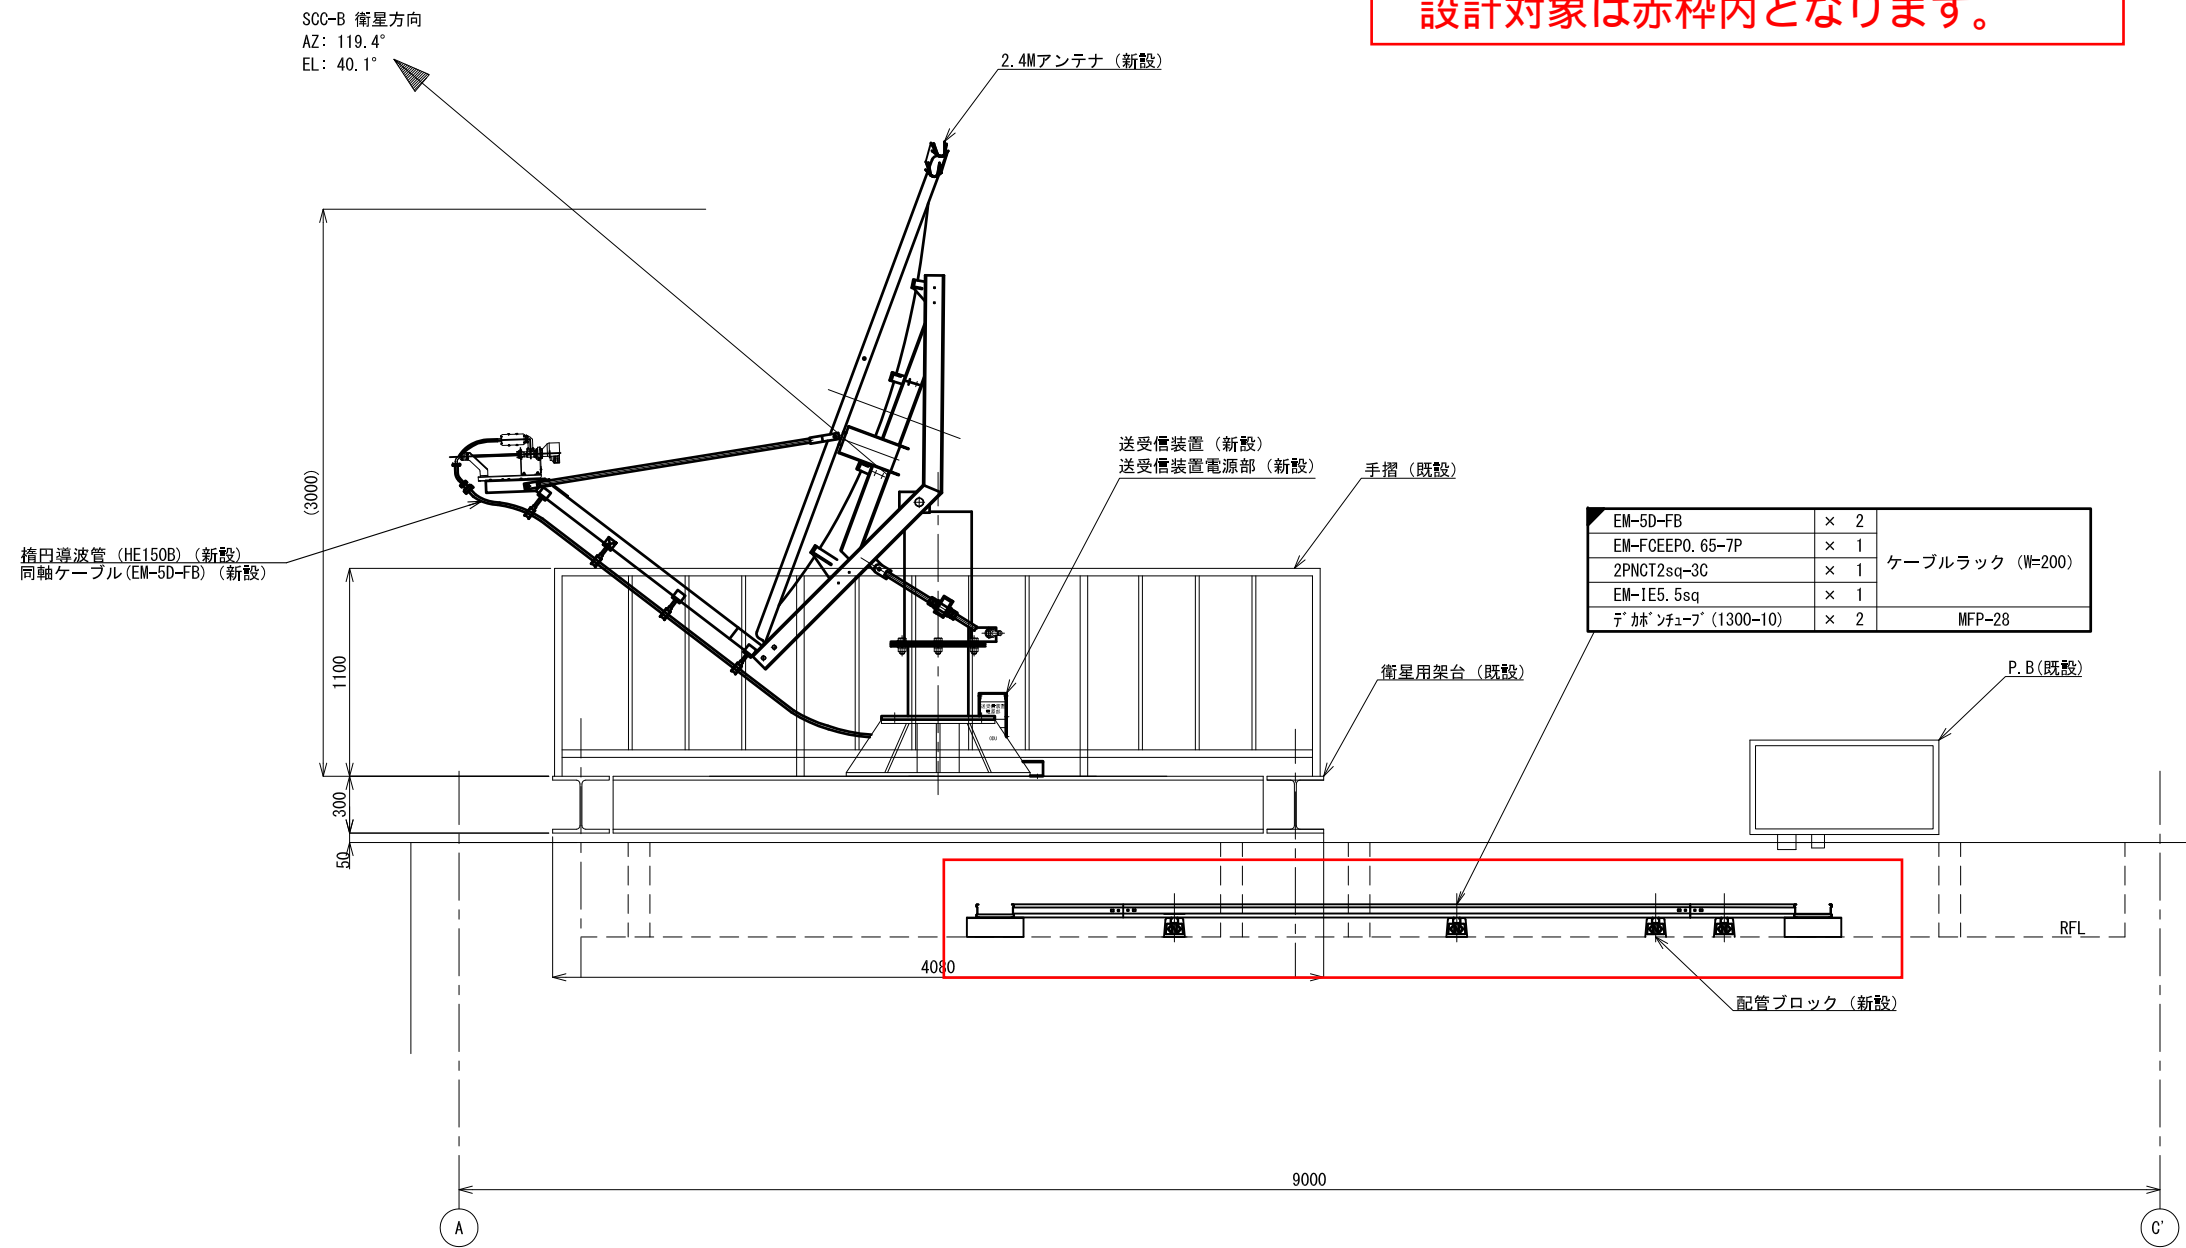 設計対象は赤枠内となります。
SCC-B 衛星方向
AZ: 119.4°
EL: 40.1°
2.4Mアンテナ（新設）
(3000)
送受信装置（新設）
送受信装置電源部（新設）
手摺（既設）
楕円導波管（HE150B）（新設）
同軸ケーブル(EM-5D-FB)（新設）
EM-5D-FB × 2
EM-FCEEP0.65-7P × 1
2PNCT2sq-3C × 1
EM-IE5.5sq × 1
ケーブルラック（W=200）
ﾃﾞｶﾎﾞﾝﾁｭｰﾌﾞ(1300-10) × 2 MFP-28
1100
衛星用架台（既設）
P.B(既設)
300
50
RFL
4080
配管ブロック（新設）
9000
A
C'